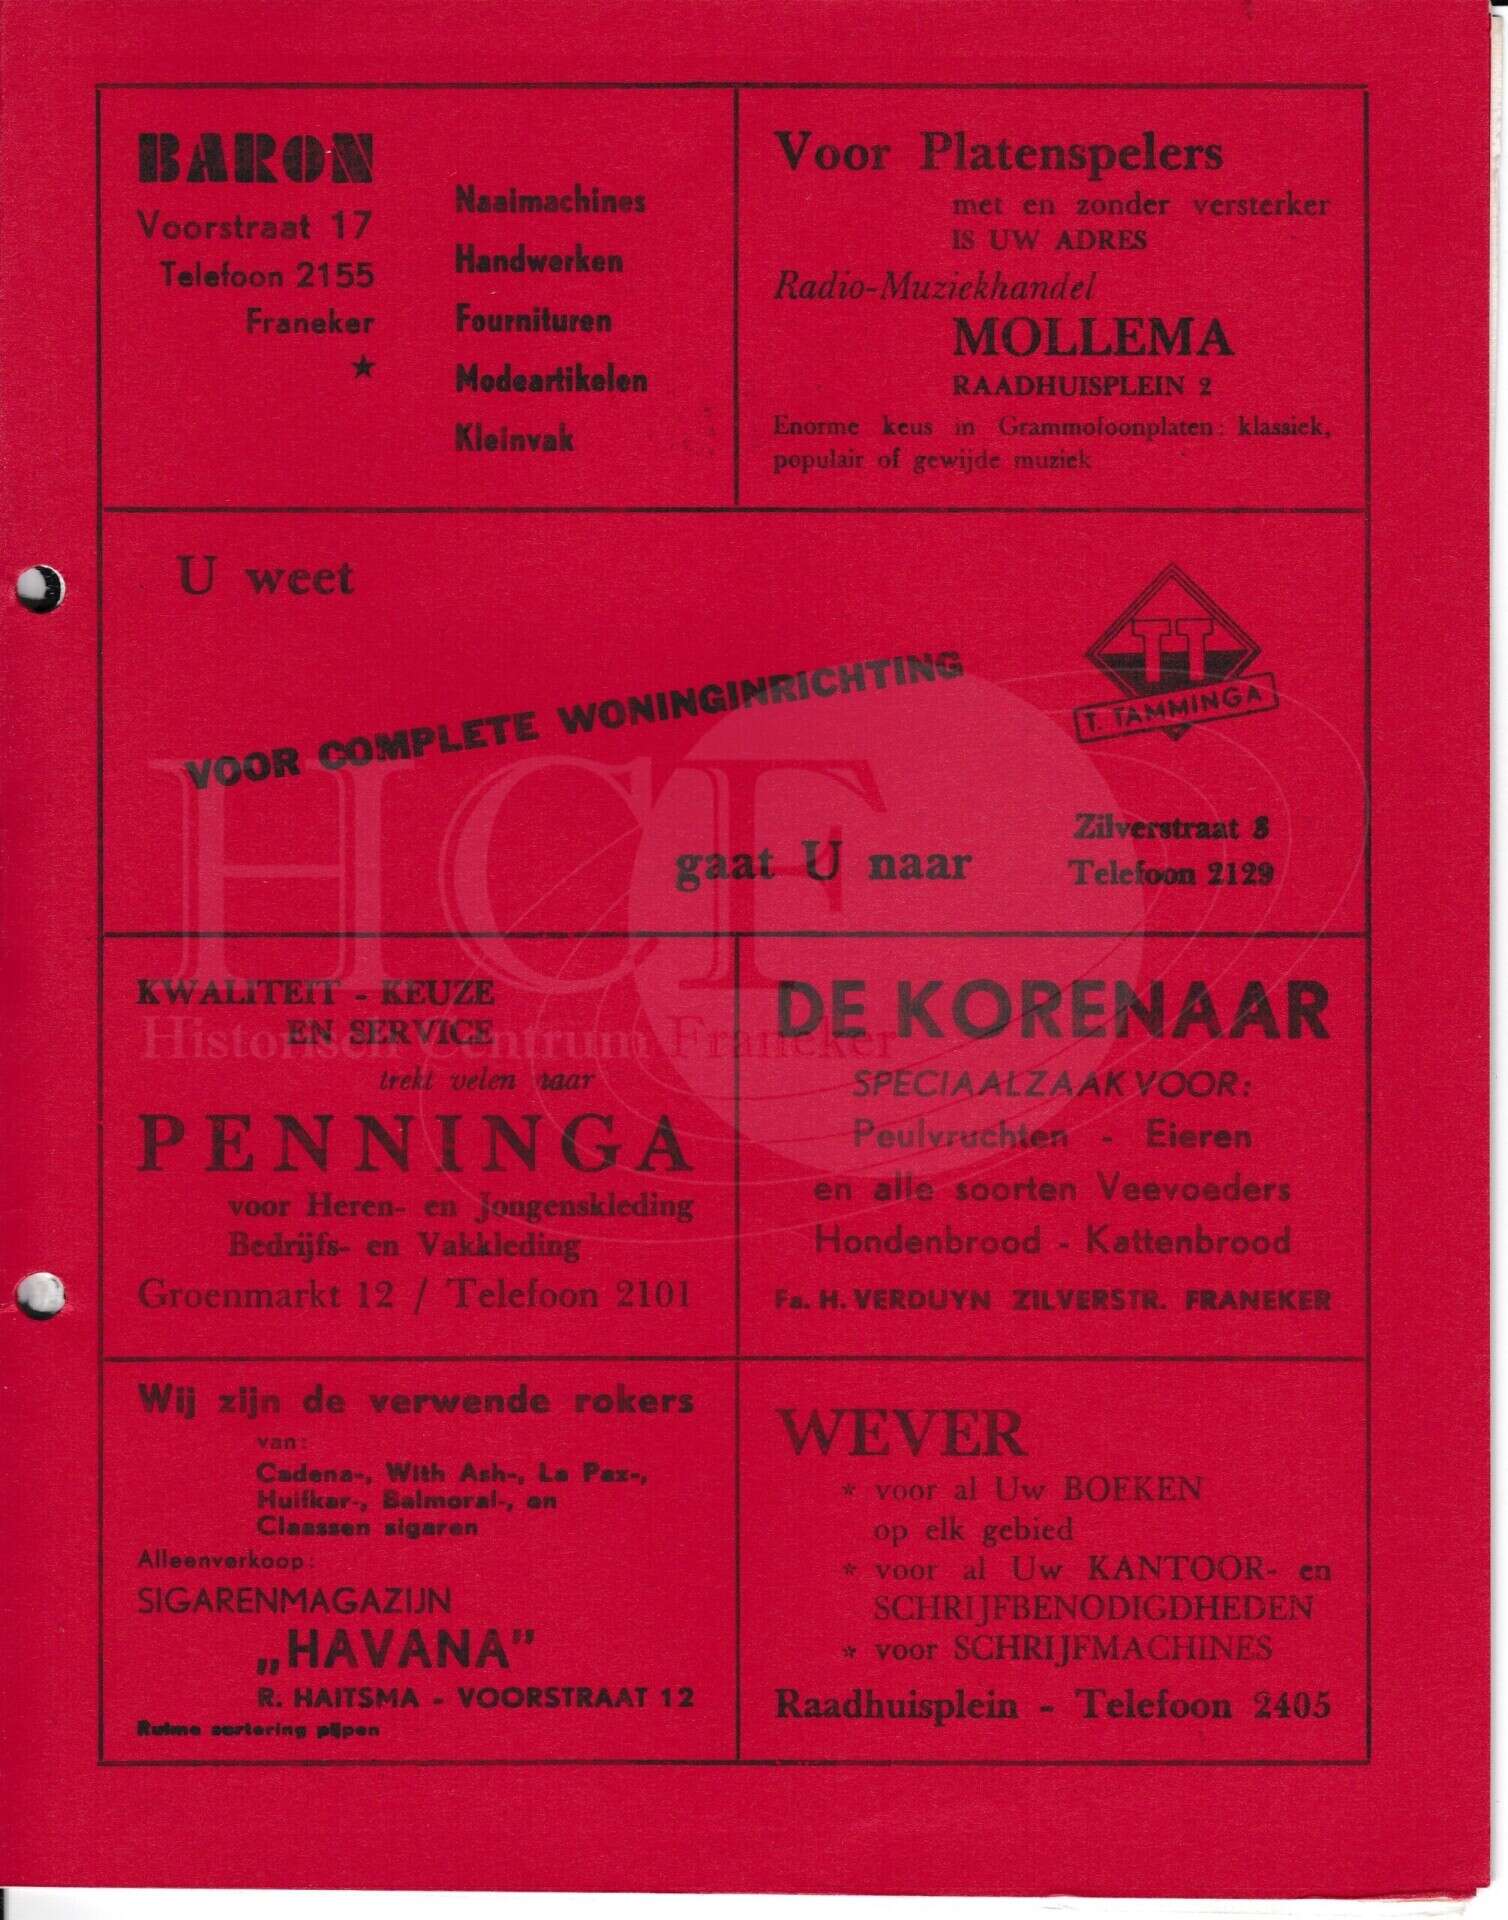 BARON
Voorstraat 17
Telefoon 2155
Franeker
Naaimachines
Handwerken
Fournituren
Modeartikelen
Kleinvak
Voor Platenspelers
met en zonder versterker
IS UW ADRES
Radio-Muziekhandel
MOLLEMA
RAADHUISPLEIN 2
Enorme keus in Grammofoonplaten: klassiek,
populair of gewijde muziek
U weet
VOOR COMPLETE WONINGINRICHTING
gaat U naar
TT
T. TAMMINGA
Zilverstraat 8
Telefoon 2129
HCF
Historisch Centrum Franeker
KWALITEIT - KEUZE
EN SERVICE
trekt velen naar
PENNINGA
voor Heren- en Jongenskleding
Bedrijfs- en Vakkleding
Groenmarkt 12 / Telefoon 2101
DE KORENAAR
SPECIAALZAAK VOOR:
Peulvruchten - Eieren
en alle soorten Veevoeders
Hondenbrood - Kattenbrood
Fa. H. VERDUYN ZILVERSTR. FRANEKER
Wij zijn de verwende rokers
van:
Cadena-, With Ash-, La Paz-,
Huifkar-, Balmoral-, en
Claassen sigaren
Alleenverkoop:
SIGARENMAGAZIJN
„HAVANA”
R. HAITSMA - VOORSTRAAT 12
Ruime sortering pijpen
WEVER
* voor al Uw BOEKEN
op elk gebied
* voor al Uw KANTOOR- en
SCHRIJFBENODIGDHEDEN
* voor SCHRIJFMACHINES
Raadhuisplein - Telefoon 2405